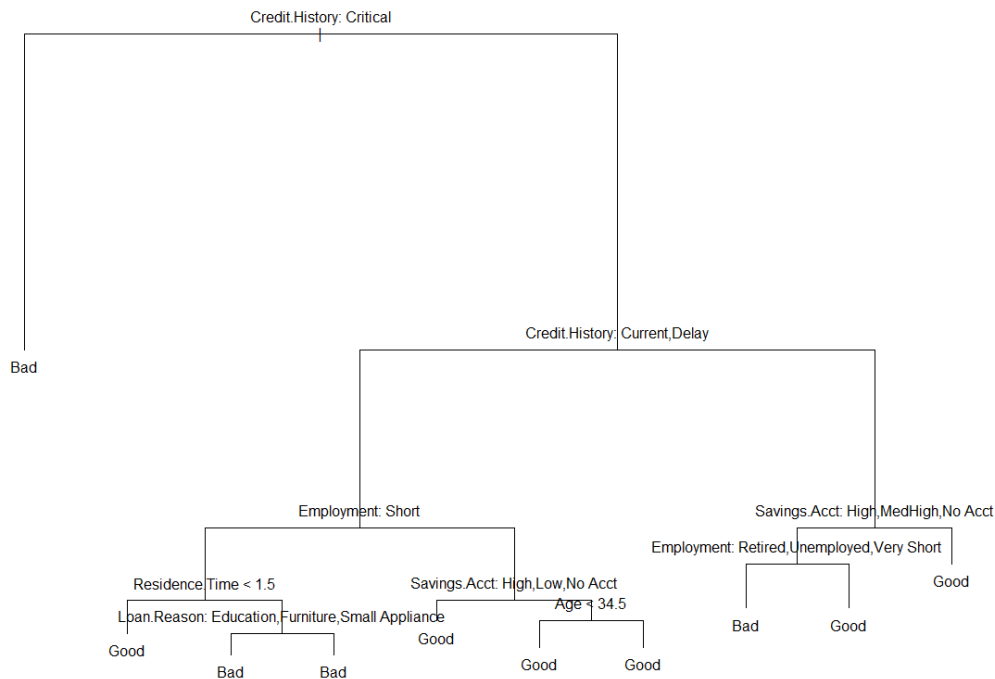 Credit.History: Critical
Credit.History: Current,Delay
Bad
Employment: Short
Savings.Acct: High,MedHigh,No Acct
Employment: Retired,Unemployed,Very Short
Residence.Time < 1.5
Savings.Acct: High,Low,No Acct
Good
Age < 34.5
Loan.Reason: Education,Furniture,Small Appliance
Bad
Good
Good
Good
Bad
Bad
Good
Good